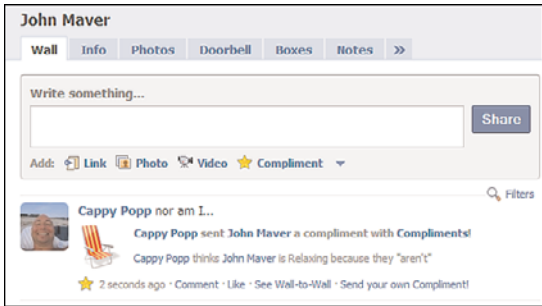 John Maver
Wall Info Photos Doorbell Boxes Notes »
Write something...
Share
Add: Link Photo Video Compliment
Filters
Cappy Popp nor am I...
Cappy Popp sent John Maver a compliment with Compliments!
Cappy Popp thinks John Maver is Relaxing because they "aren't"
2 seconds ago · Comment · Like · See Wall-to-Wall · Send your own Compliment!